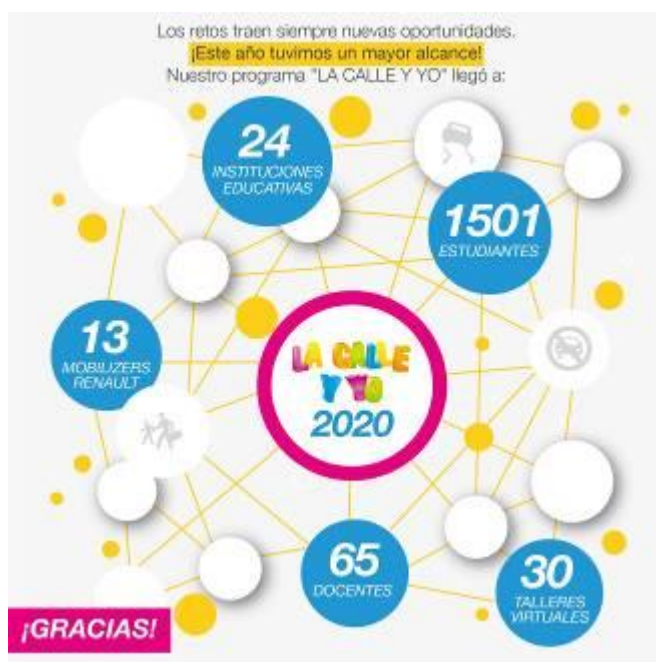 Los retos traen siempre nuevas oportunidades.
¡Este año tuvimos un mayor alcance!
Nuestro programa "LA CALLE Y YO" llegó a:
24
INSTITUCIONES
EDUCATIVAS
1501
ESTUDIANTES
13
MOBILIZERS
RENAULT
LA CALLE
Y YO
2020
65
DOCENTES
30
TALLERES
VIRTUALES
¡GRACIAS!